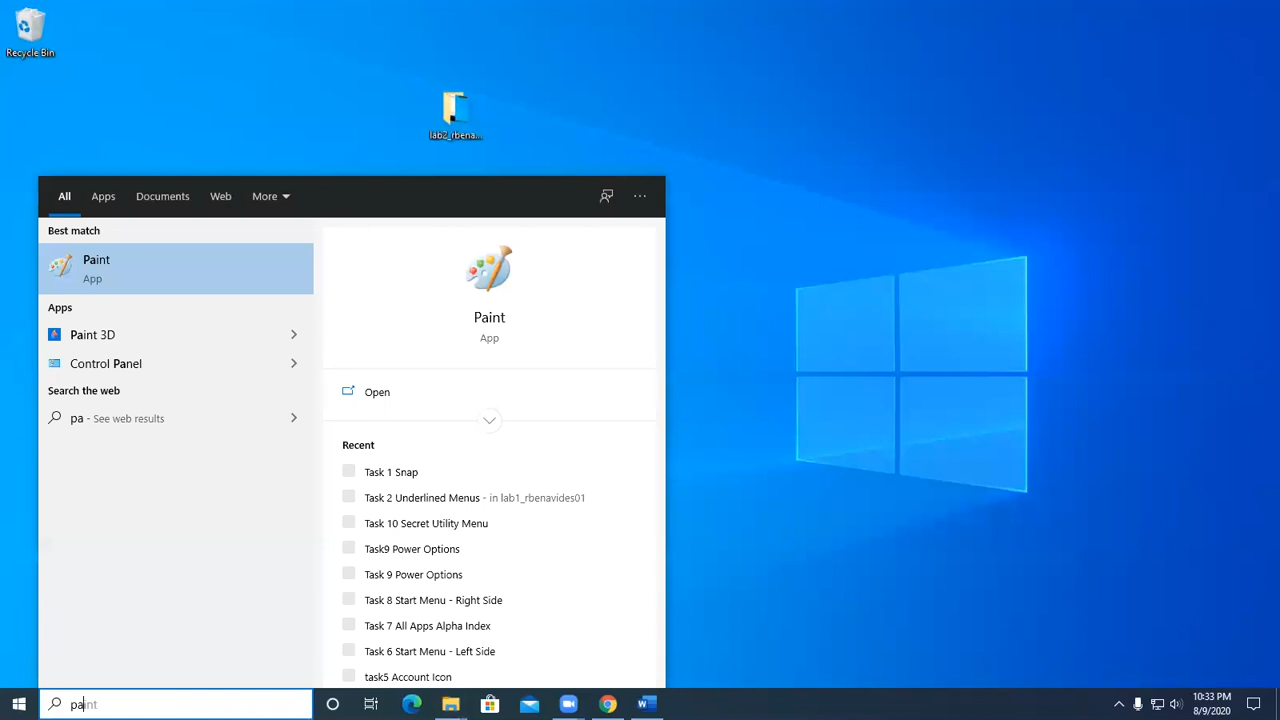 Recycle Bin
lab2_rbena...
All Apps Documents Web More
Best match
Paint
App
Apps
Paint 3D
Control Panel
Search the web
pa - See web results
Paint
App
Open
Recent
Task 1 Snap
Task 2 Underlined Menus - in lab1_rbenavides01
Task 10 Secret Utility Menu
Task9 Power Options
Task 9 Power Options
Task 8 Start Menu - Right Side
Task 7 All Apps Alpha Index
Task 6 Start Menu - Left Side
task5 Account Icon
paint
10:33 PM
8/9/2020